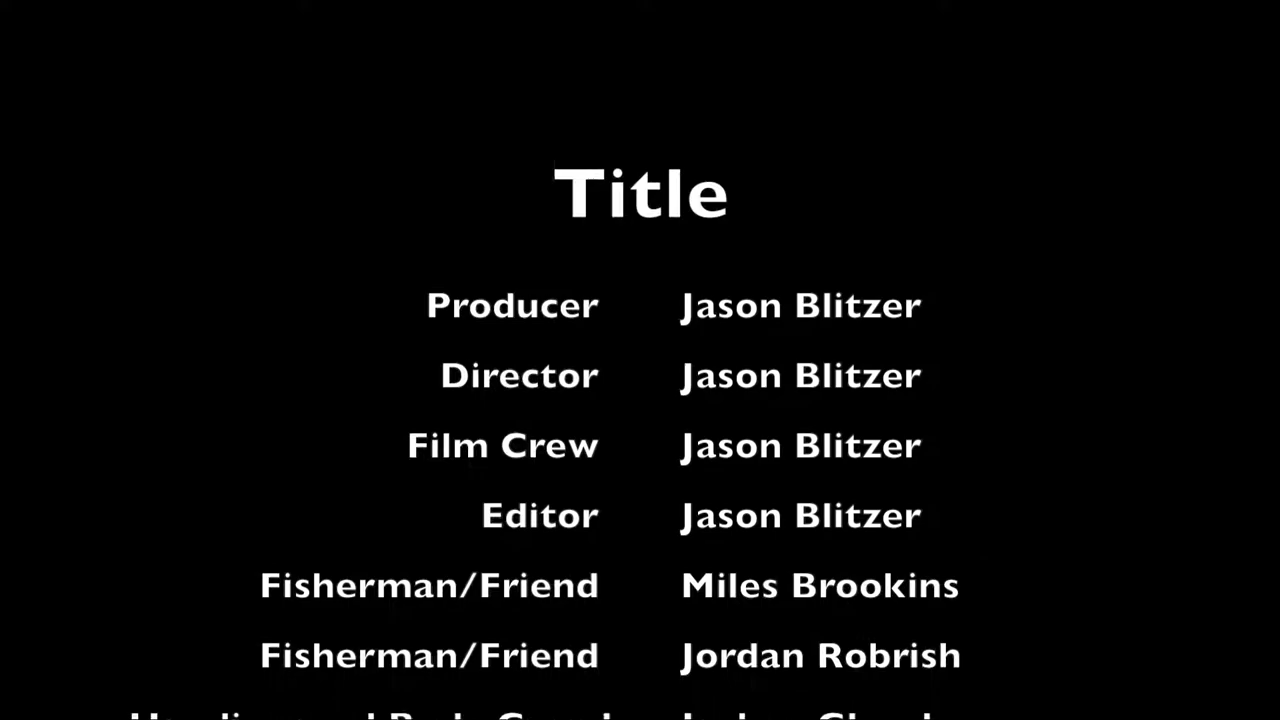 Title
Producer Jason Blitzer
Director Jason Blitzer
Film Crew Jason Blitzer
Editor Jason Blitzer
Fisherman/Friend Miles Brookins
Fisherman/Friend Jordan Robrish